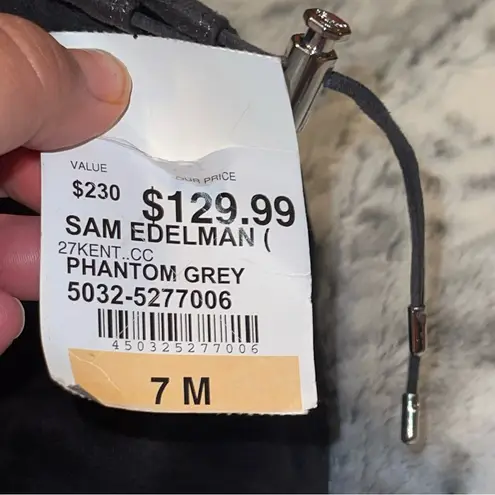 VALUE OUR PRICE
$230 $129.99
SAM EDELMAN (
27KENT..CC
PHANTOM GREY
5032-5277006
450325277006
7 M